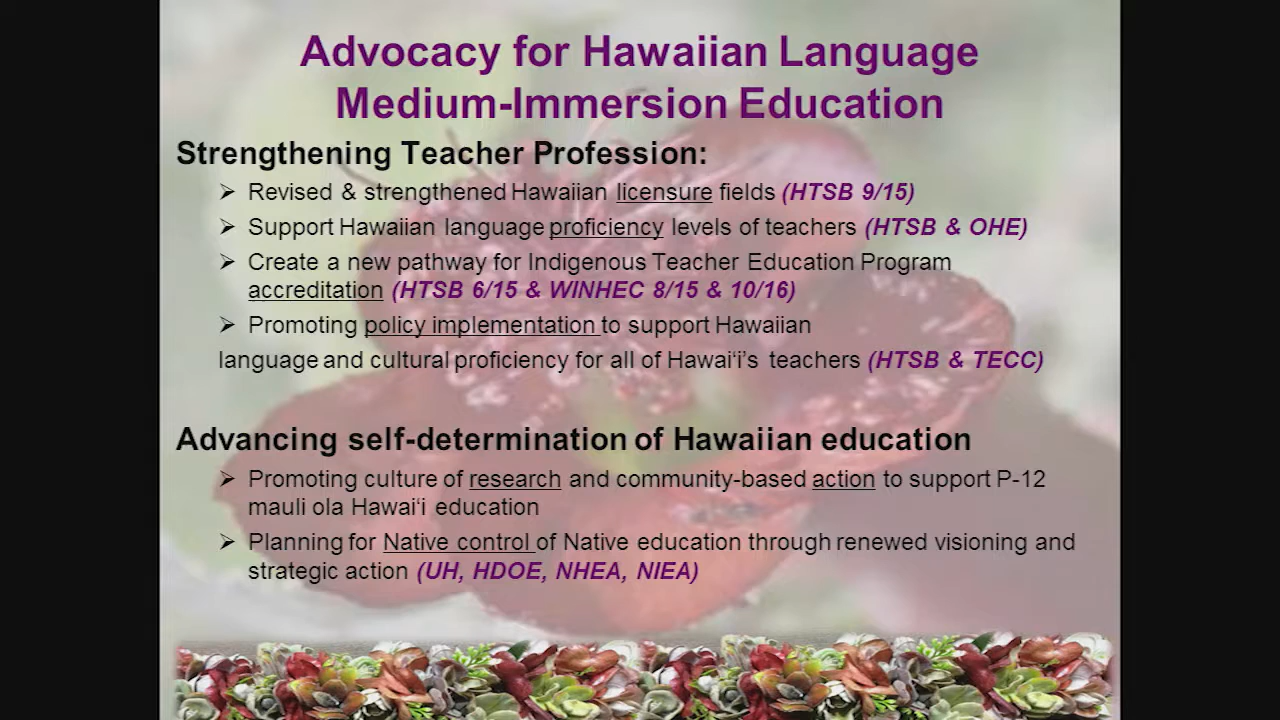 Advocacy for Hawaiian Language
Medium-Immersion Education
Strengthening Teacher Profession:
➢ Revised & strengthened Hawaiian licensure fields (HTSB 9/15)
➢ Support Hawaiian language proficiency levels of teachers (HTSB & OHE)
➢ Create a new pathway for Indigenous Teacher Education Program
accreditation (HTSB 6/15 & WINHEC 8/15 & 10/16)
➢ Promoting policy implementation to support Hawaiian
language and cultural proficiency for all of Hawaiʻi’s teachers (HTSB & TECC)
Advancing self-determination of Hawaiian education
➢ Promoting culture of research and community-based action to support P-12
mauli ola Hawaiʻi education
➢ Planning for Native control of Native education through renewed visioning and
strategic action (UH, HDOE, NHEA, NIEA)